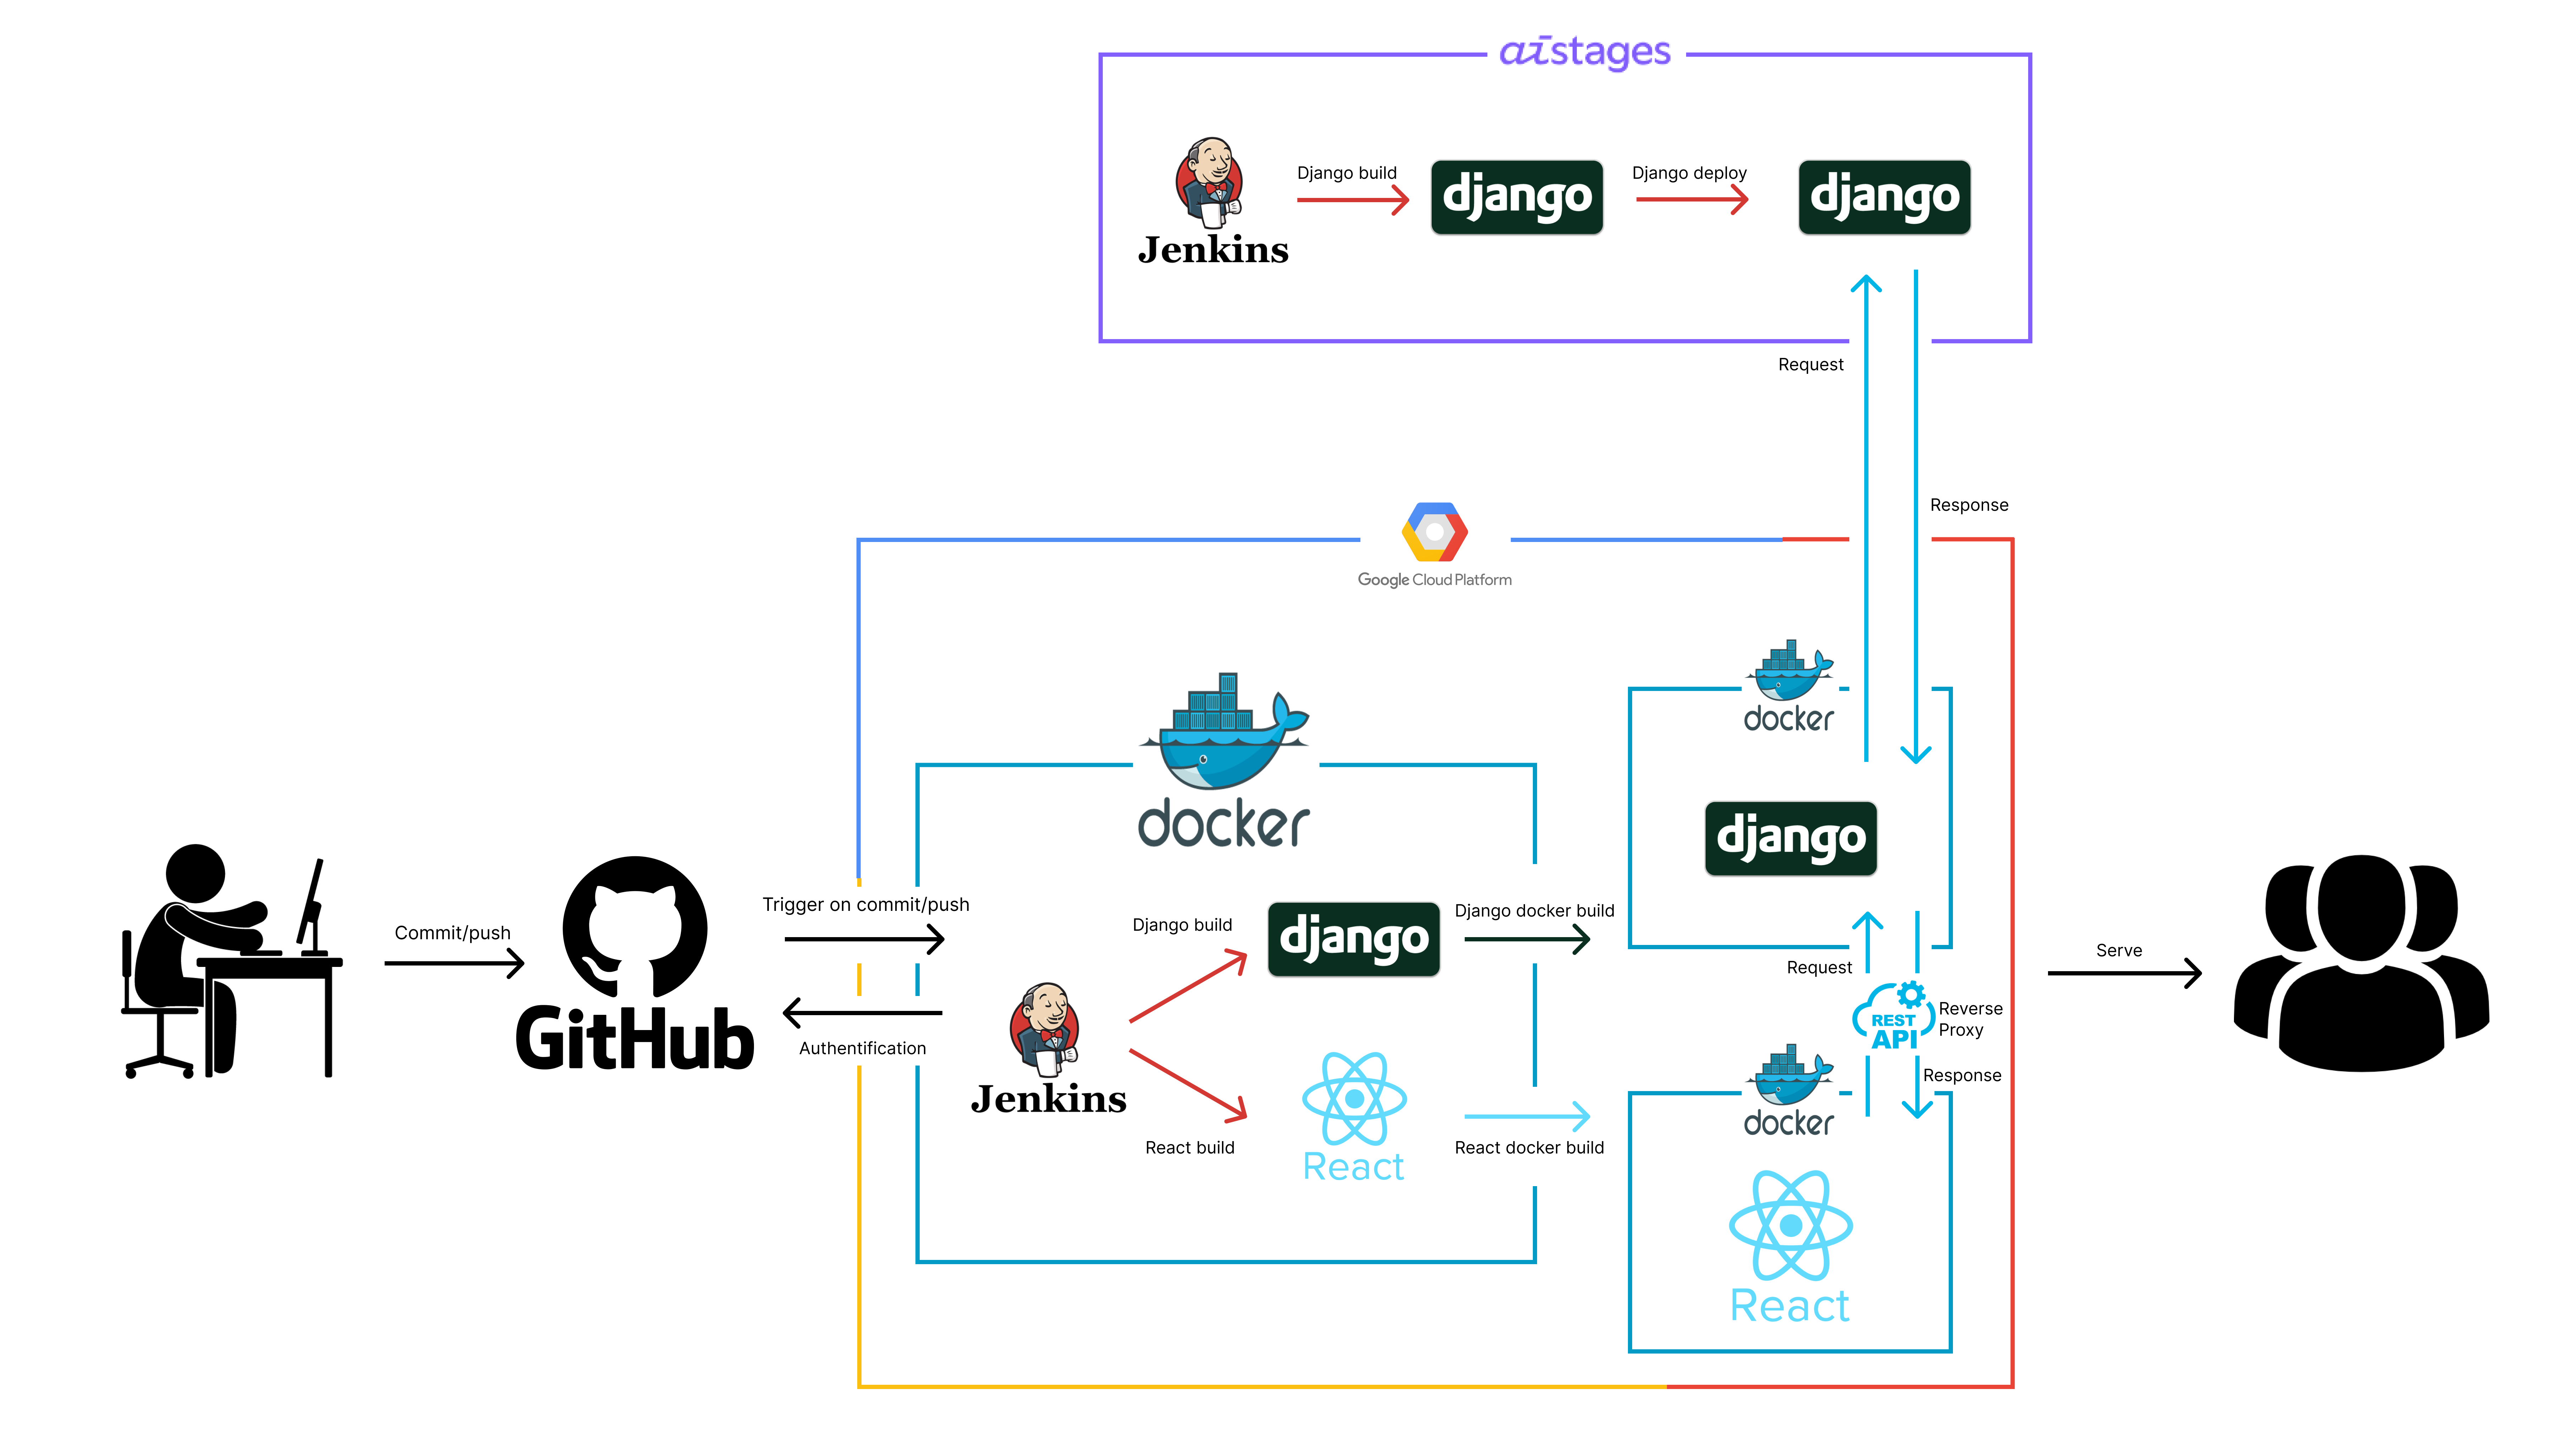 aistages
Django build
Django deploy
django
django
Jenkins
Request
Response
Google Cloud Platform
docker
docker
django
Commit/push
Trigger on commit/push
Django build
django
Django docker build
Request
Serve
REST
API
Reverse
Proxy
GitHub
Authentification
Jenkins
docker
Response
React build
React
React docker build
React